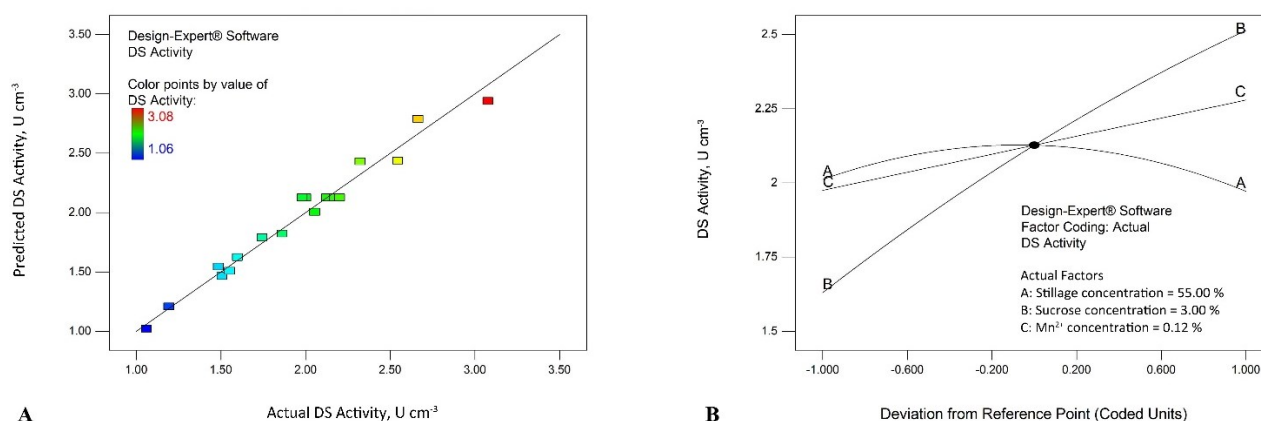 Design-Expert® Software
DS Activity
Color points by value of
DS Activity:
3.08
1.06
3.50
3.00
2.50
2.00
1.50
1.00
1.00
1.50
2.00
2.50
3.00
3.50
Predicted DS Activity, U cm⁻³
Actual DS Activity, U cm⁻³
A
2.5
2.25
2
1.75
1.5
DS Activity, U cm⁻³
B
C
A
A
C
B
Design-Expert® Software
Factor Coding: Actual
DS Activity
Actual Factors
A: Stillage concentration = 55.00 %
B: Sucrose concentration = 3.00 %
C: Mn²⁺ concentration = 0.12 %
-1.000
-0.600
-0.200
0.200
0.600
1.000
Deviation from Reference Point (Coded Units)
B